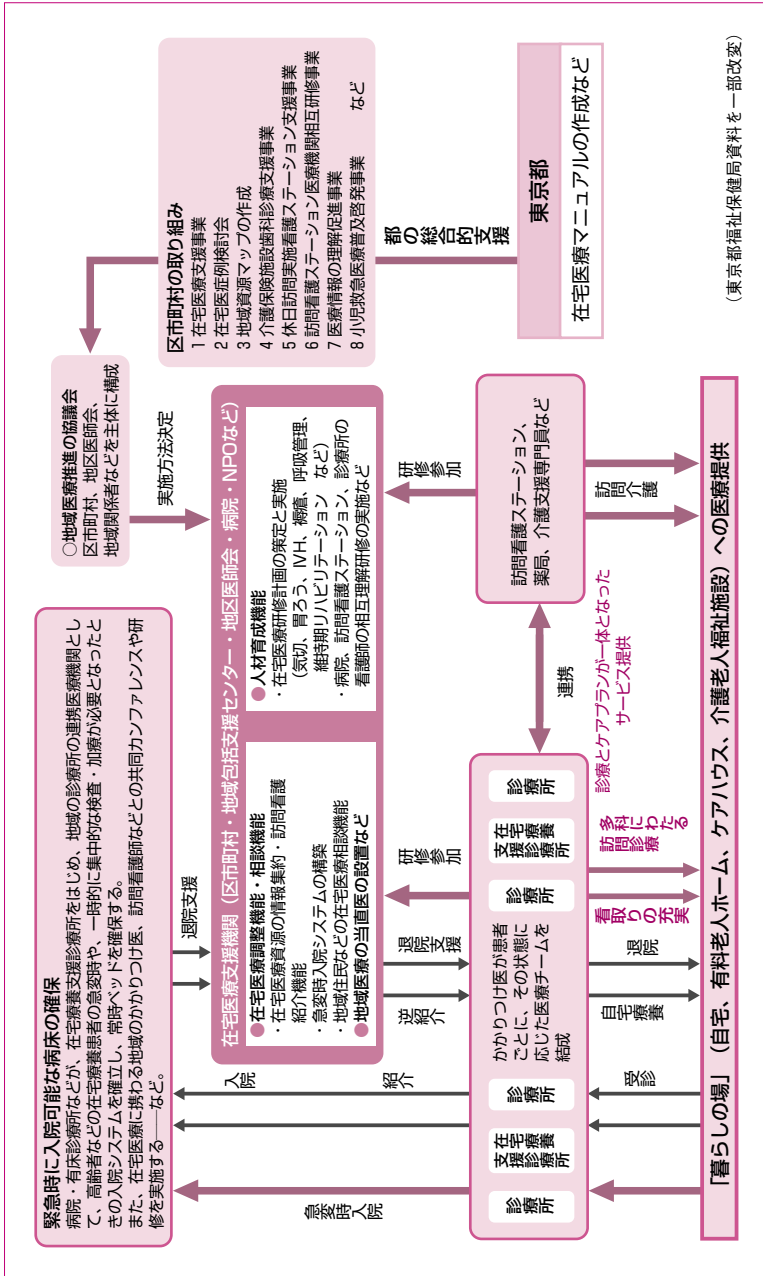 緊急時に入院可能な病床の確保
病院・有床診療所などが、在宅療養支援診療所をはじめ、地域の診療所の連携医療機関とし
て、高齢者などの在宅療養患者の急変時や、一時的に集中的な検査・加療が必要となったと
きの入院システムを確立し、常時ベッドを確保する。
また、在宅医療に携わる地域のかかりつけ医、訪問看護師などとの共同カンファレンスや研
修を実施する──など。
○地域医療推進の協議会
区市町村、地区医師会、
地域関係者などを主体に構成
区市町村の取り組み
1 在宅医療支援事業
2 在宅医症例検討会
3 地域資源マップの作成
4 介護保険施設歯科診療支援事業
5 休日訪問実施看護ステーション支援事業
6 訪問看護ステーション医療機関相互研修事業
7 医療情報の理解促進事業
8 小児救急医療普及啓発事業 など
退院支援
実施方法決定
都の総合的支援
東京都
在宅医療マニュアルの作成など
在宅医療支援機関（区市町村・地域包括支援センター・地区医師会・病院・NPOなど）
●在宅医療調整機能・相談機能
・在宅医療資源の情報集約・訪問看護
紹介機能
・急変時入院システムの構築
・地域住民などの在宅医療相談機能
●地域医療の当直医の設置など
●人材育成機能
・在宅医療研修計画の策定と実施
（気切、胃ろう、IVH、褥瘡、呼吸管理、
維持期リハビリテーション など）
・病院、訪問看護ステーション、診療所の
看護師の相互理解研修の実施など
急変時入院
入院
紹介
逆紹介
退院支援
研修参加
研修参加
診療所
在宅療養支援診療所
診療所
かかりつけ医が患者
ごとに、その状態に
応じた医療チームを
結成
診療所
在宅療養支援診療所
診療所
連携
訪問看護ステーション、
薬局、介護支援専門員など
診療とケアプランが一体となった
サービス提供
受診
自宅療養
退院
看取りの充実
多科にわたる訪問診療
訪問介護
「暮らしの場」（自宅、有料老人ホーム、ケアハウス、介護老人福祉施設）への医療提供
（東京都福祉保健局資料を一部改変）